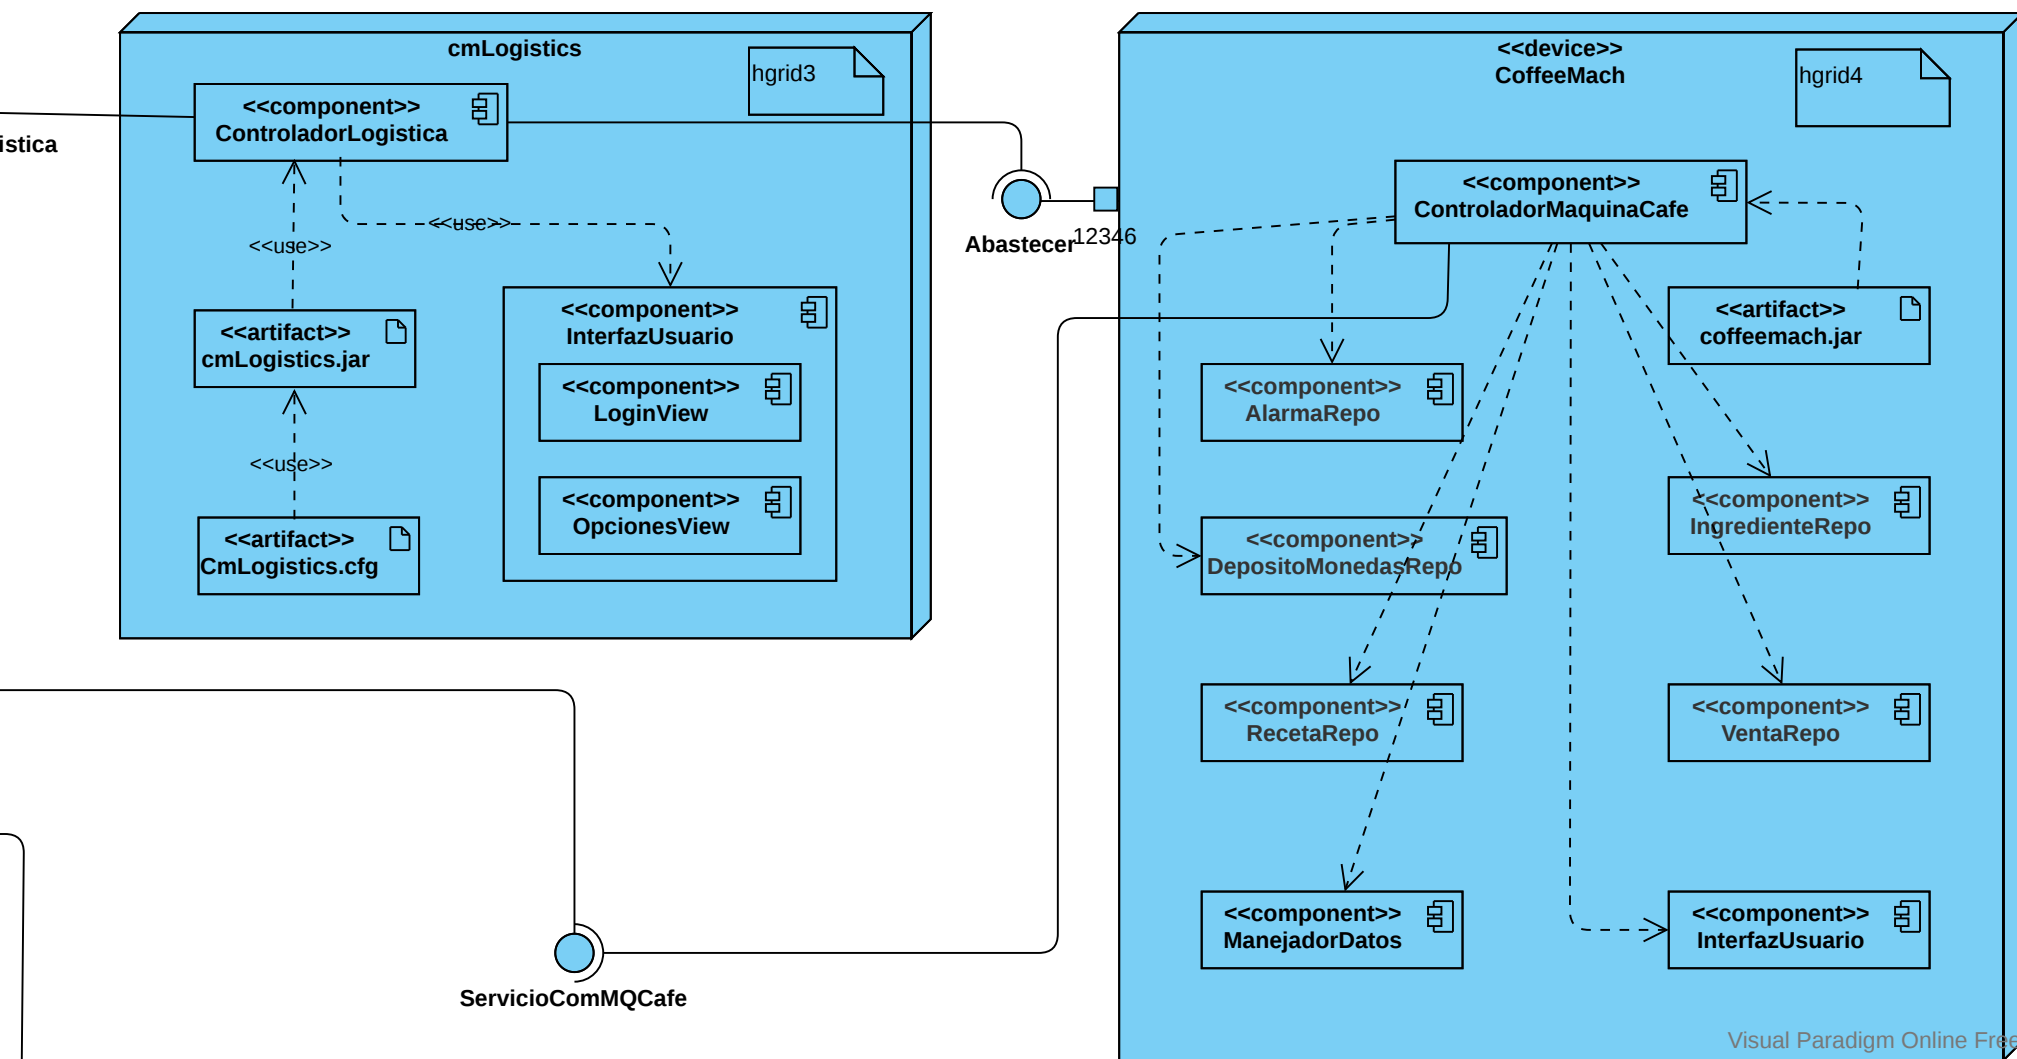 cmLogistics
hgrid3
<<component>>
ControladorLogistica
istica
<<use>>
<<use>>
<<artifact>>
cmLogistics.jar
<<use>>
<<artifact>>
CmLogistics.cfg
<<component>>
InterfazUsuario
<<component>>
LoginView
<<component>>
OpcionesView
Abastecer
12346
ServicioComMQCafe
<<device>>
CoffeeMach
hgrid4
<<component>>
ControladorMaquinaCafe
<<artifact>>
coffeemach.jar
<<component>>
AlarmaRepo
<<component>>
IngredienteRepo
<<component>>
DepositoMonedasRepo
<<component>>
RecetaRepo
<<component>>
VentaRepo
<<component>>
ManejadorDatos
<<component>>
InterfazUsuario
Visual Paradigm Online Free